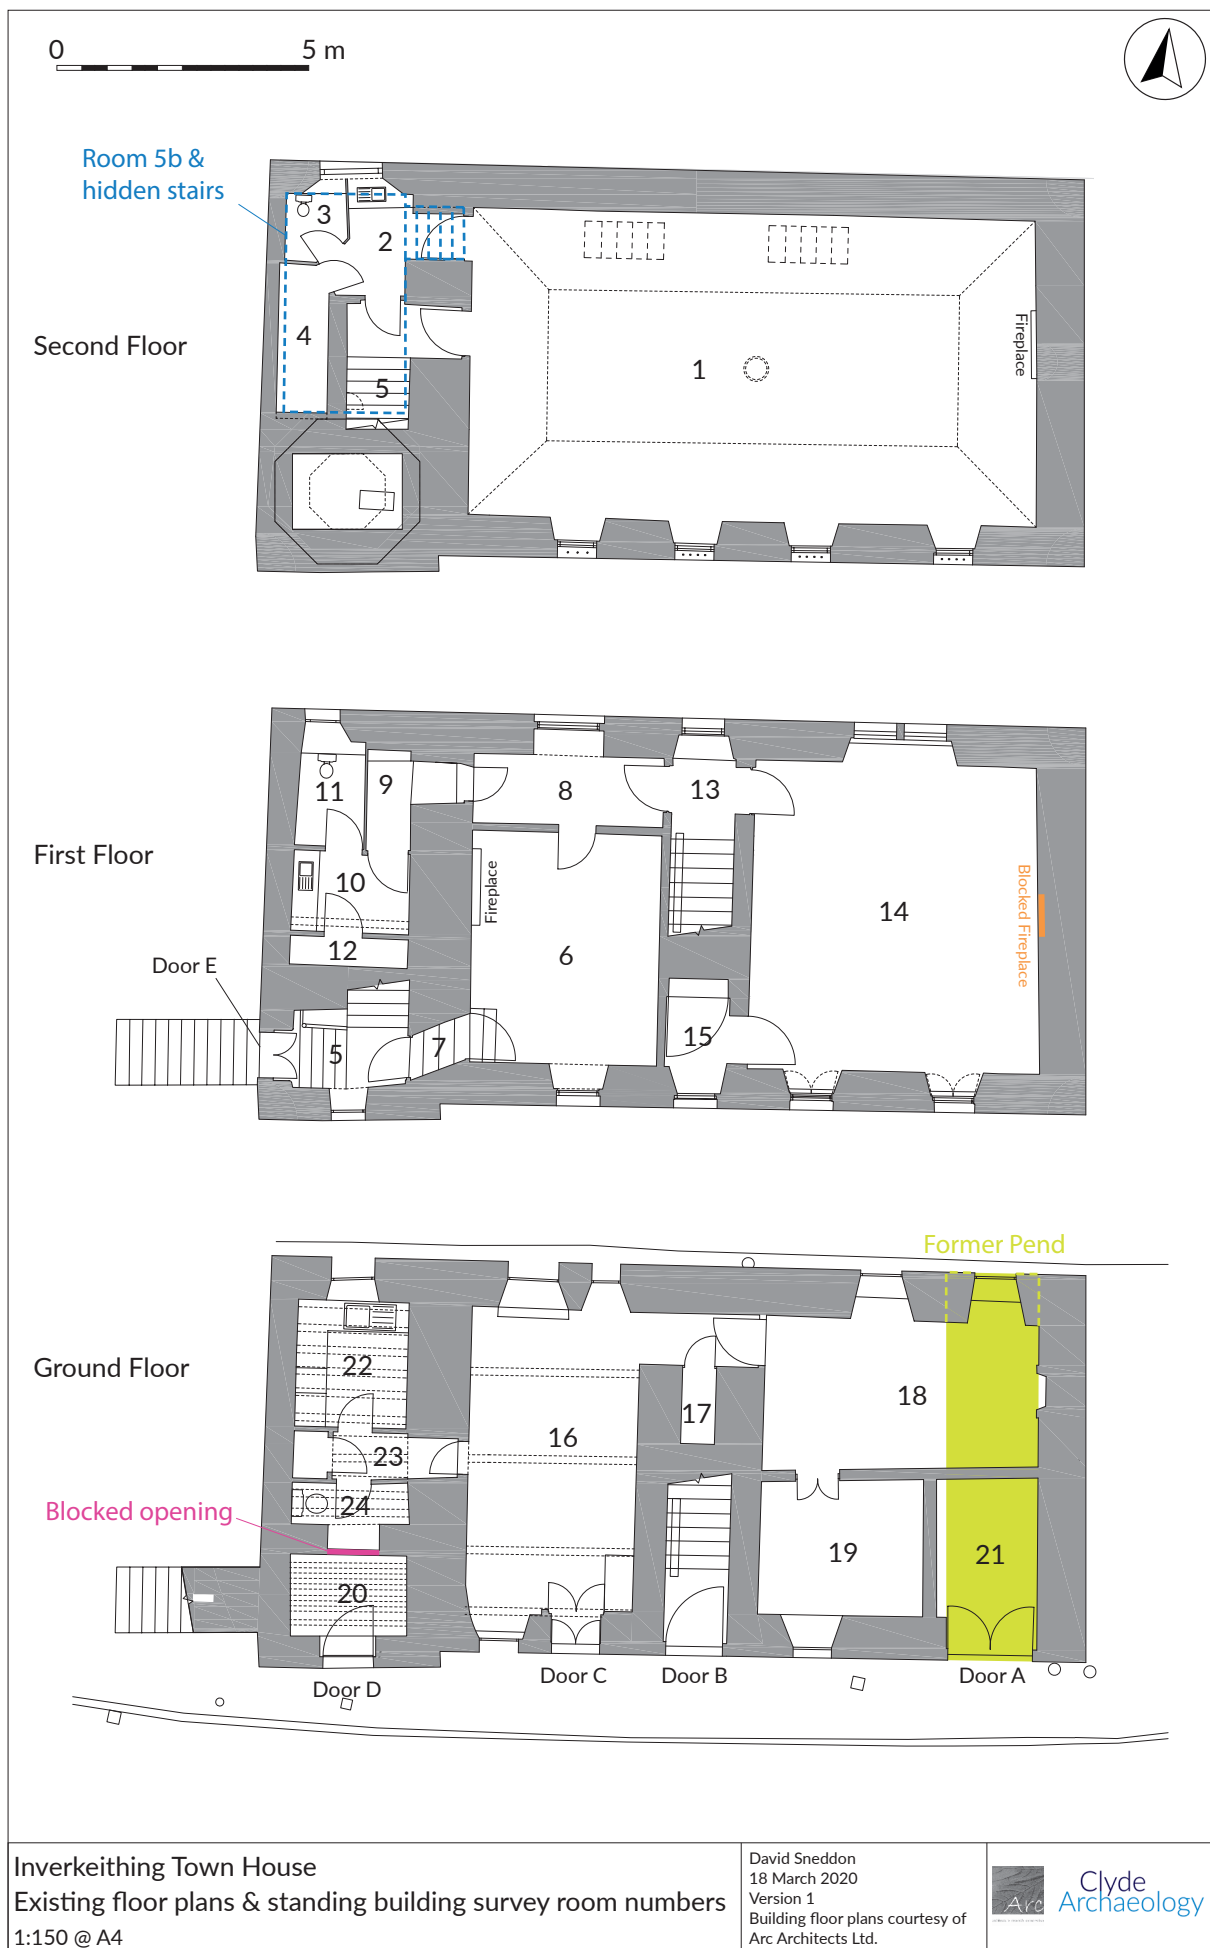 0 5 m
Room 5b &
hidden stairs
3
2
4
5
1
Fireplace
Second Floor
11
9
8
13
10
Fireplace
14
Blocked Fireplace
12
6
First Floor
Door E
5
7
15
Former Pend
Ground Floor
22
18
17
16
23
24
Blocked opening
19
21
20
Door D
Door C
Door B
Door A
Inverkeithing Town House
Existing floor plans & standing building survey room numbers
1:150 @ A4
David Sneddon
18 March 2020
Version 1
Building floor plans courtesy of
Arc Architects Ltd.
Arc
Clyde
Archaeology